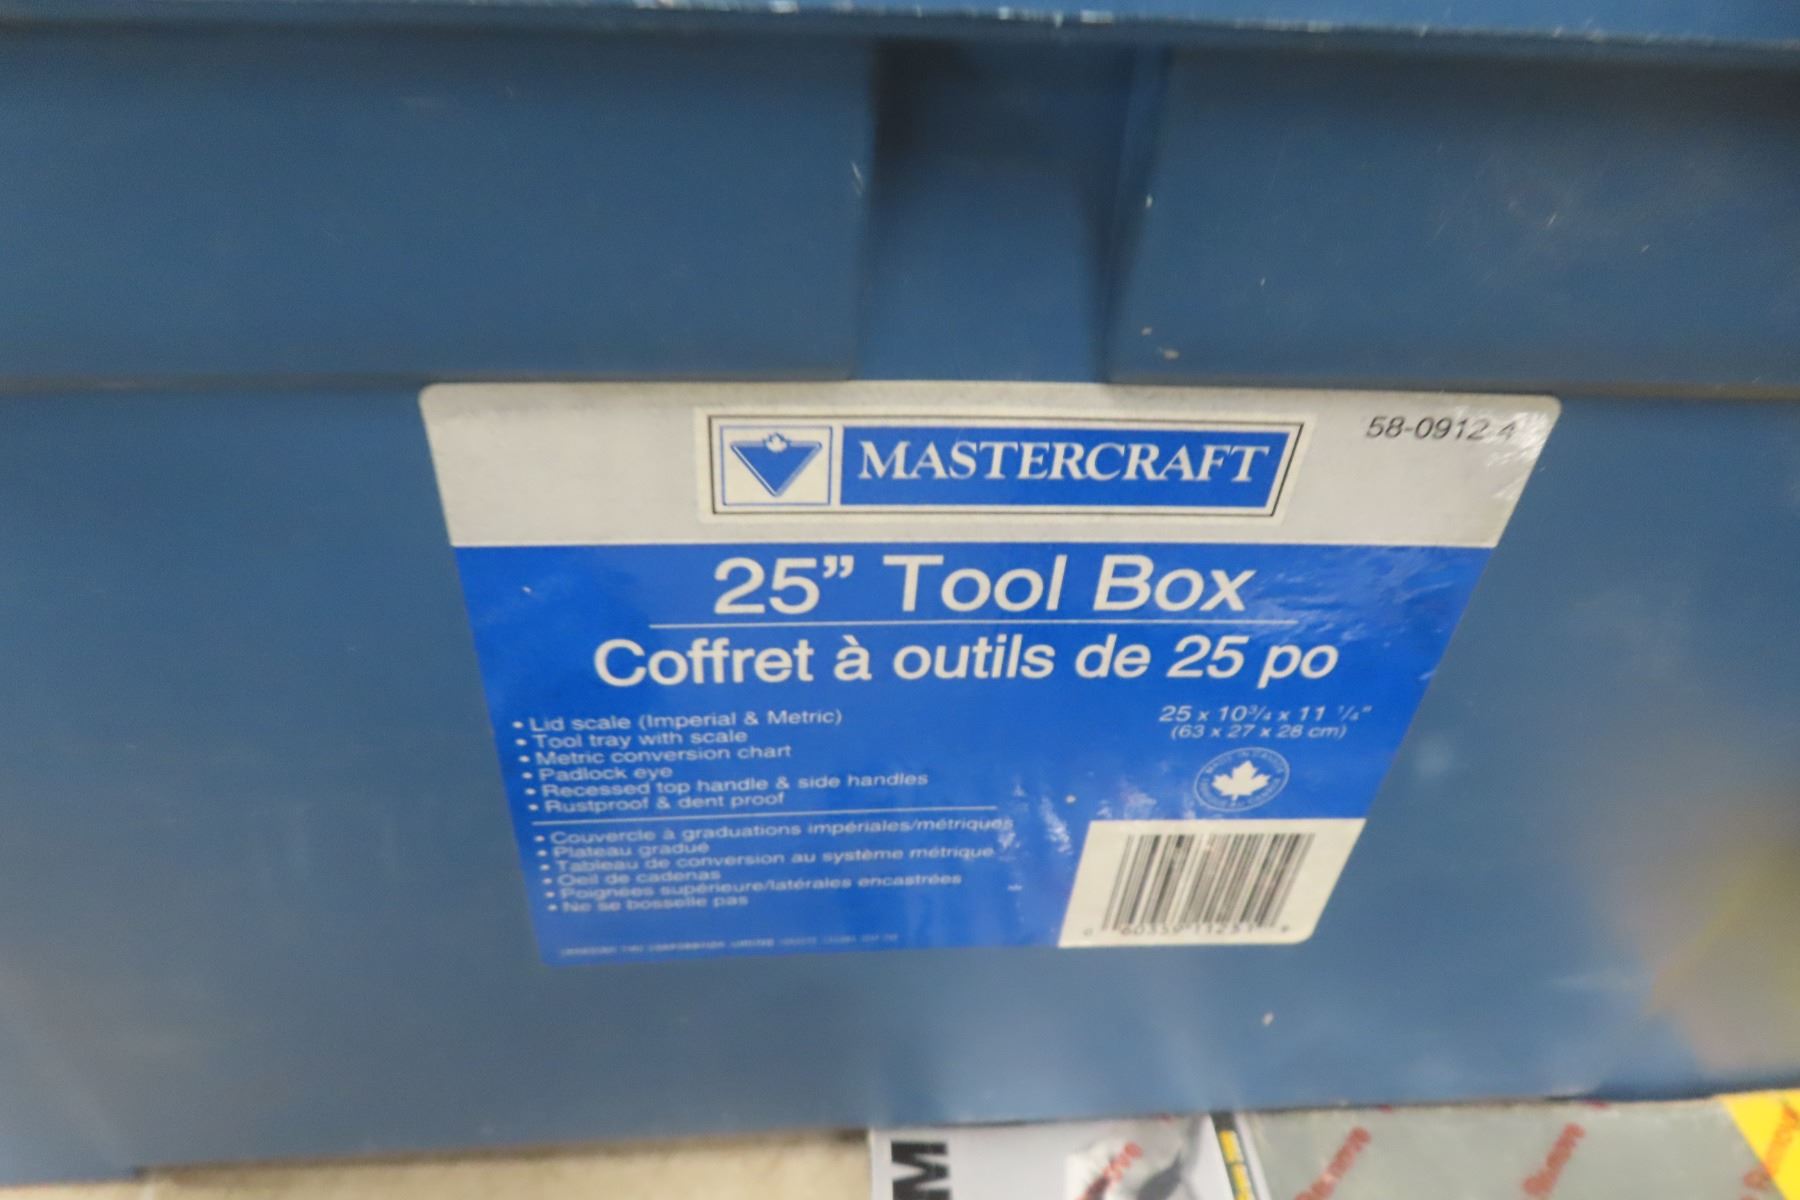 MASTERCRAFT
58-0912-4
25” Tool Box
Coffret à outils de 25 po
• Lid scale (Imperial & Metric)
• Tool tray with scale
• Metric conversion chart
• Padlock eye
• Recessed top handle & side handles
• Rustproof & dent proof
25 x 10¾ x 11 ¼"
(63 x 27 x 28 cm)
• Couvercle à graduations impériales/métriques
• Plateau gradué
• Tableau de conversion au système métrique
• Oeil de cadenas
• Poignées supérieure/latérales encastrées
• Ne se bosselle pas
M